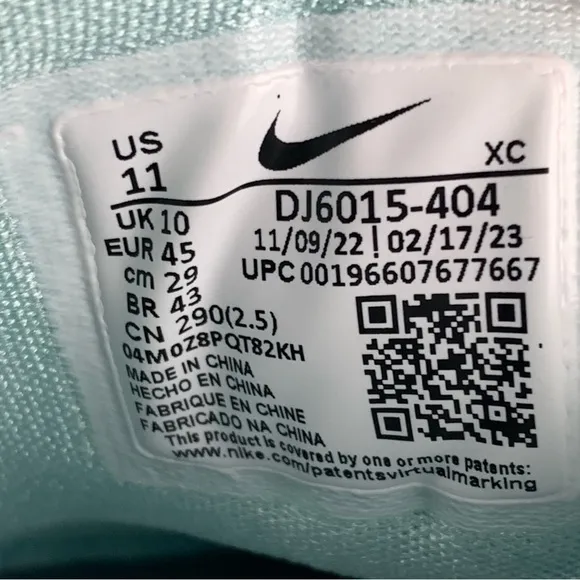 US
11
XC
UK 10
EUR 45
cm 29
BR 43
CN 290(2.5)
DJ6015-404
11/09/22 ! 02/17/23
UPC 00196607677667
04M0Z8PQT82KH
MADE IN CHINA
HECHO EN CHINA
FABRIQUE EN CHINE
FABRICADO NA CHINA
This product is covered by one or more patents:
www.nike.com/patentsvirtualmarking